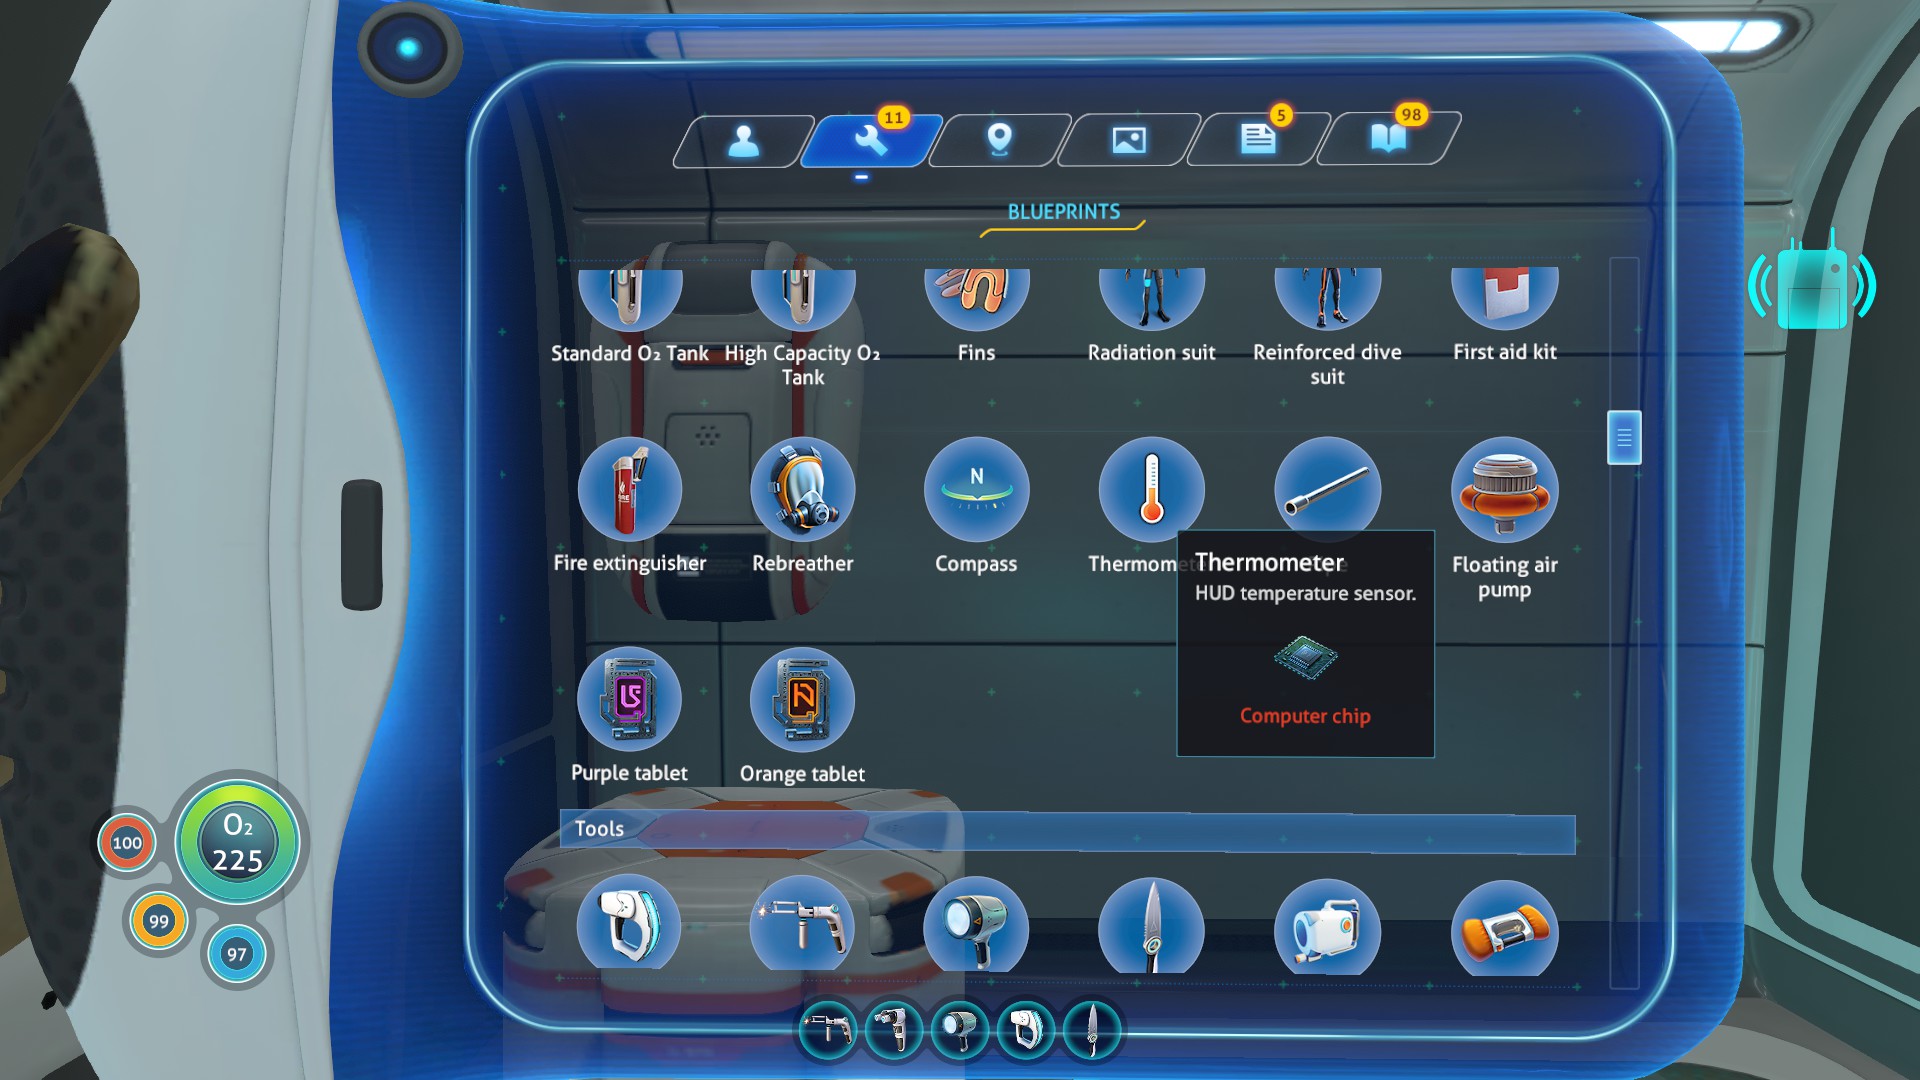 11
5
98
BLUEPRINTS
Standard O₂ Tank
High Capacity O₂
Tank
Fins
Radiation suit
Reinforced dive
suit
First aid kit
N
Fire extinguisher
Rebreather
Compass
Thermome
Floating air
pump
Thermometer
HUD temperature sensor.
Computer chip
Purple tablet
Orange tablet
Tools
O₂
225
100
99
97